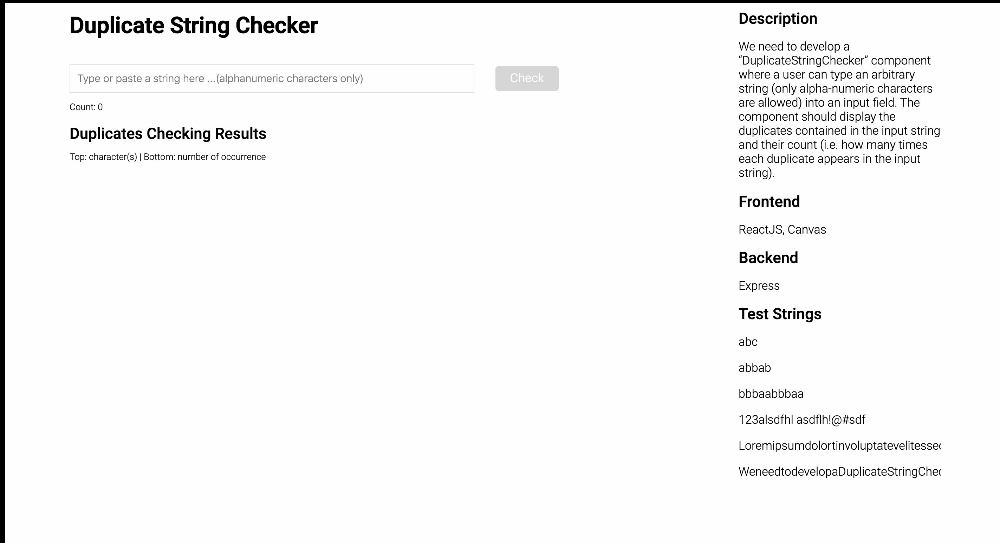 Duplicate String Checker
Type or paste a string here ...(alphanumeric characters only)
Check
Count: 0
Duplicates Checking Results
Top: character(s) | Bottom: number of occurrence
Description
We need to develop a
"DuplicateStringChecker" component
where a user can type an arbitrary
string (only alpha-numeric characters
are allowed) into an input field. The
component should display the
duplicates contained in the input string
and their count (i.e. how many times
each duplicate appears in the input
string).
Frontend
ReactJS, Canvas
Backend
Express
Test Strings
abc
abbab
bbbaabbbaa
123alsdfhl asdflh!@#sdf
Loremipsumdolortinvoluptatevelitessec
WeneedtodevelopaDuplicateStringChec